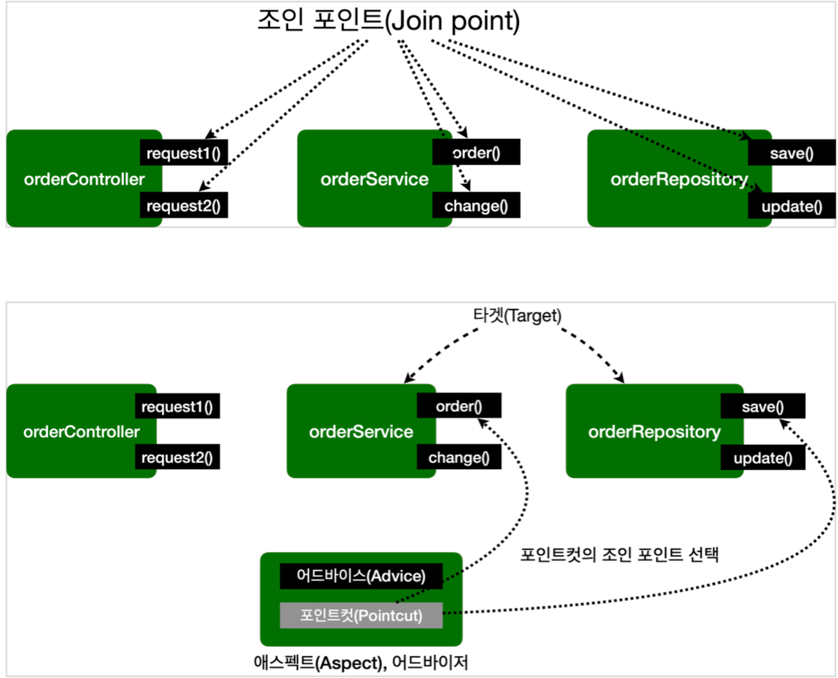 조인 포인트(Join point)
orderController
request1()
request2()
orderService
order()
change()
orderRepository
save()
update()
타겟(Target)
orderController
request1()
request2()
orderService
order()
change()
orderRepository
save()
update()
포인트컷의 조인 포인트 선택
어드바이스(Advice)
포인트컷(Pointcut)
애스펙트(Aspect), 어드바이저